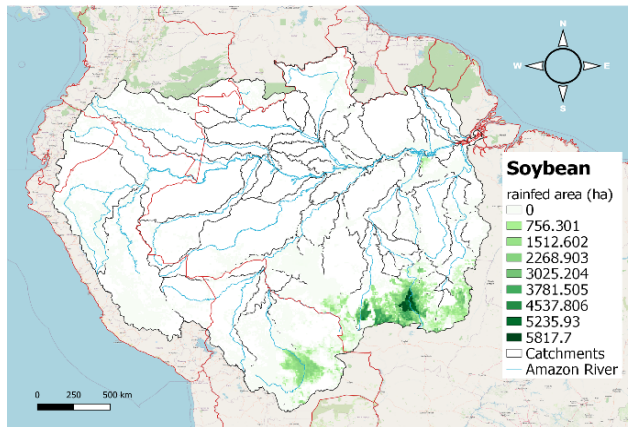 N
W
E
S
Soybean
rainfed area (ha)
0
756.301
1512.602
2268.903
3025.204
3781.505
4537.806
5235.93
5817.7
Catchments
Amazon River
0 250 500 km